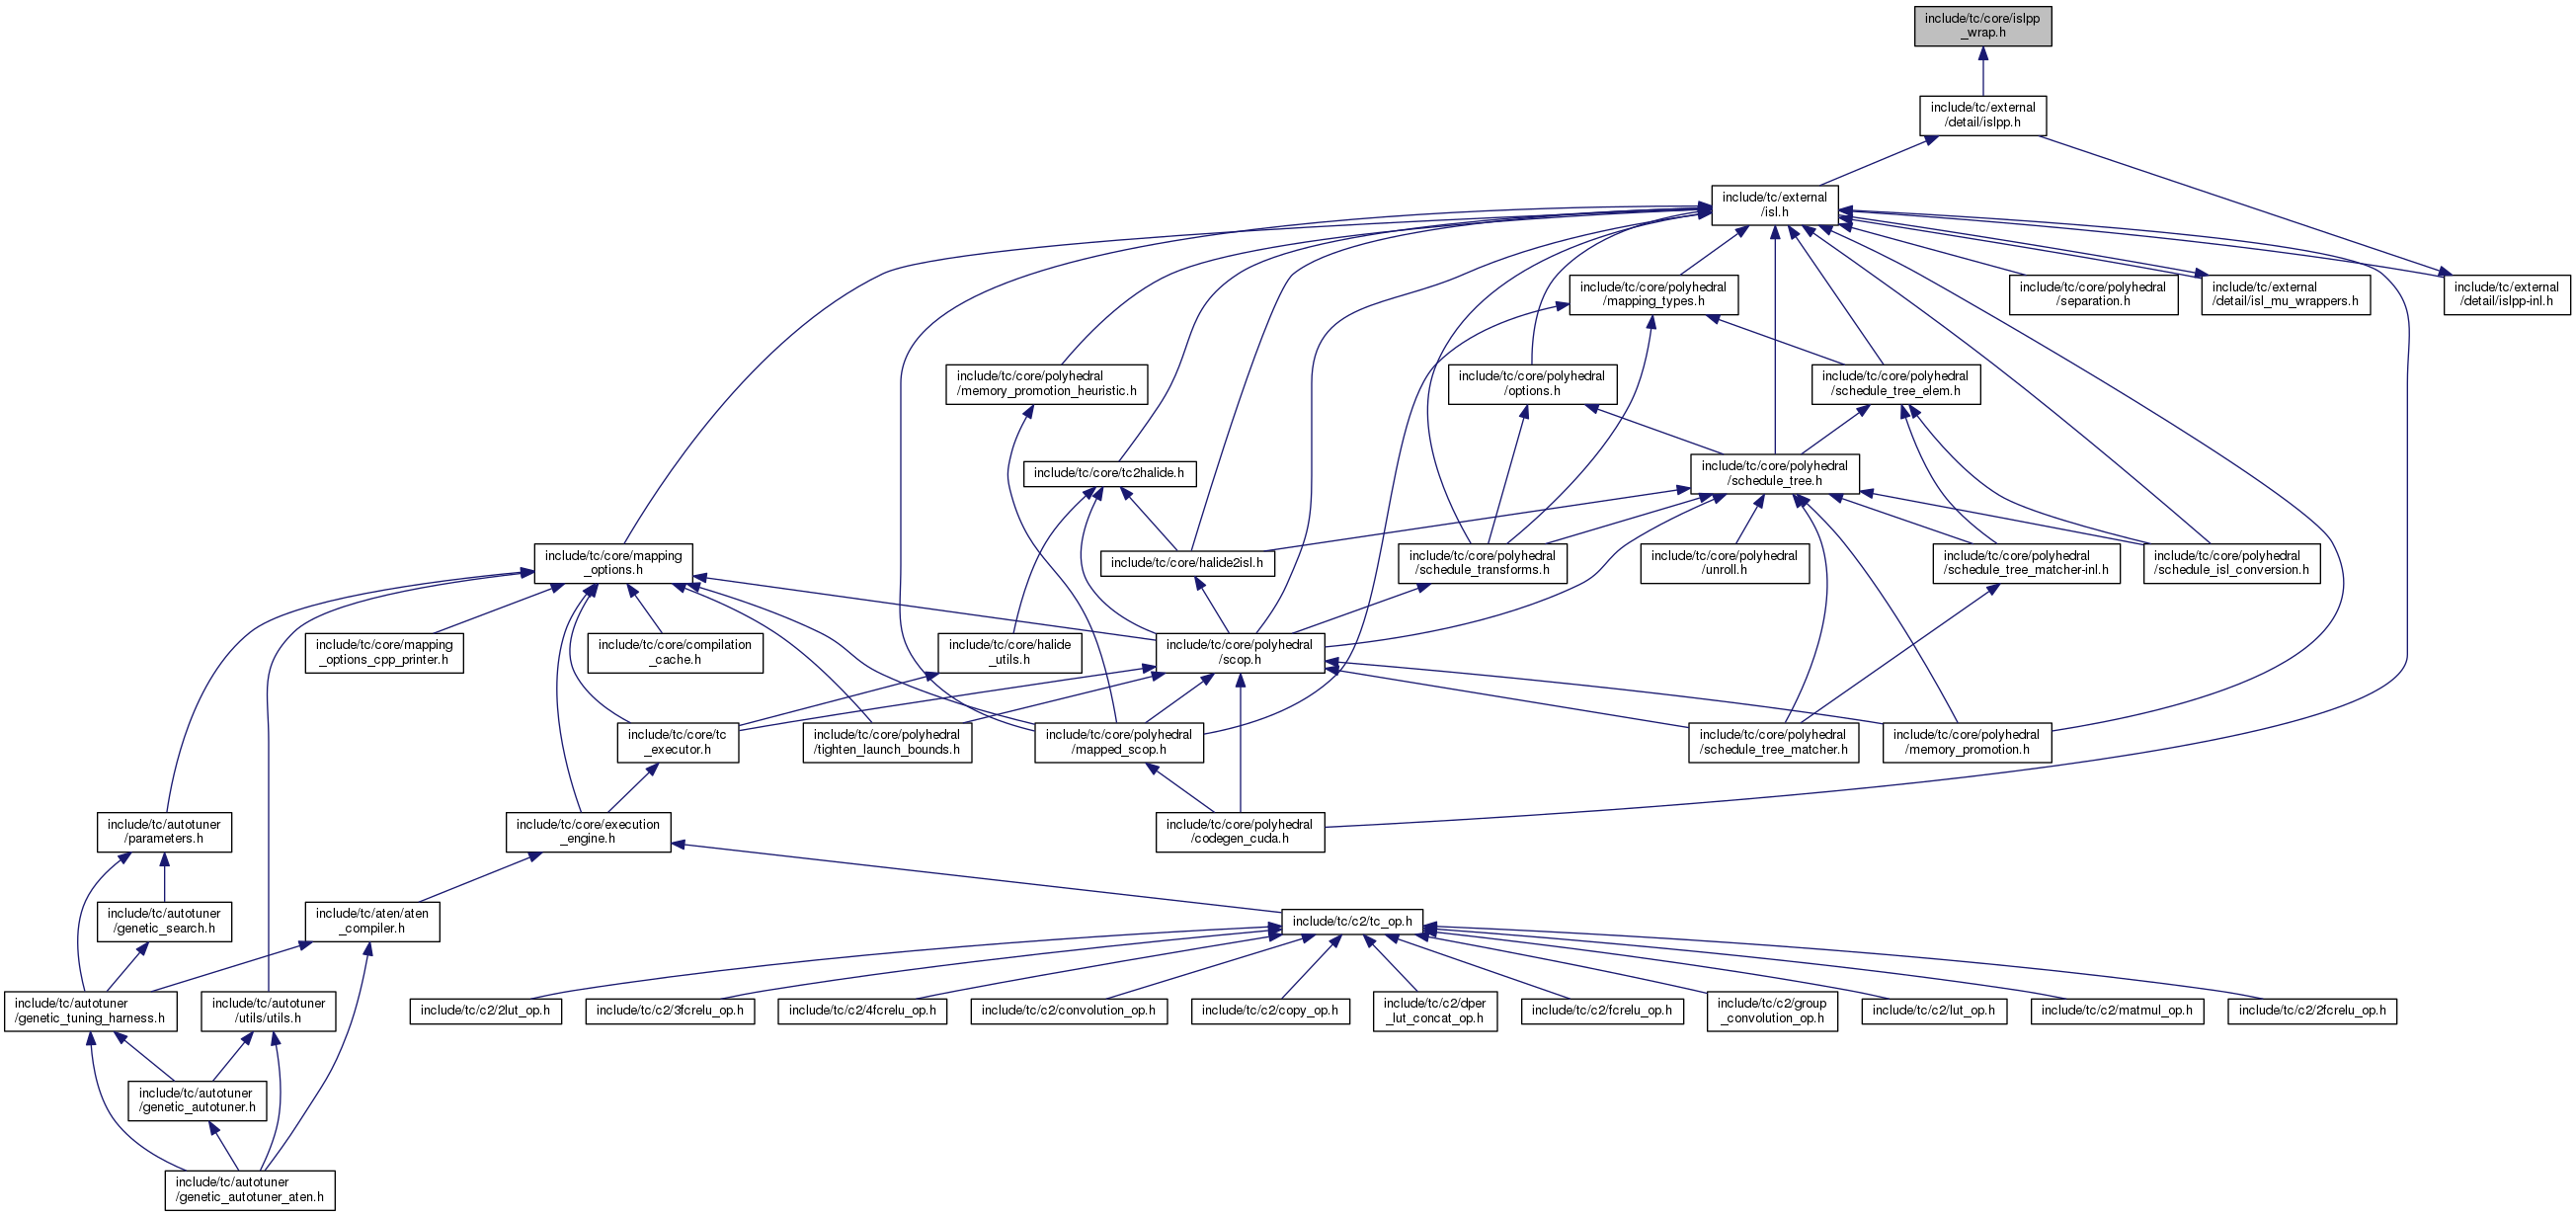 include/tc/core/islpp
_wrap.h
include/tc/external
/detail/islpp.h
include/tc/external
/isl.h
include/tc/core/polyhedral
/mapping_types.h
include/tc/core/polyhedral
/separation.h
include/tc/external
/detail/isl_mu_wrappers.h
include/tc/external
/detail/islpp-inl.h
include/tc/core/polyhedral
/memory_promotion_heuristic.h
include/tc/core/polyhedral
/options.h
include/tc/core/polyhedral
/schedule_tree_elem.h
include/tc/core/tc2halide.h
include/tc/core/polyhedral
/schedule_tree.h
include/tc/core/mapping
_options.h
include/tc/core/halide2isl.h
include/tc/core/polyhedral
/schedule_transforms.h
include/tc/core/polyhedral
/unroll.h
include/tc/core/polyhedral
/schedule_tree_matcher-inl.h
include/tc/core/polyhedral
/schedule_isl_conversion.h
include/tc/core/mapping
_options_cpp_printer.h
include/tc/core/compilation
_cache.h
include/tc/core/halide
_utils.h
include/tc/core/polyhedral
/scop.h
include/tc/core/tc
_executor.h
include/tc/core/polyhedral
/tighten_launch_bounds.h
include/tc/core/polyhedral
/mapped_scop.h
include/tc/core/polyhedral
/schedule_tree_matcher.h
include/tc/core/polyhedral
/memory_promotion.h
include/tc/autotuner
/parameters.h
include/tc/core/execution
_engine.h
include/tc/core/polyhedral
/codegen_cuda.h
include/tc/autotuner
/genetic_search.h
include/tc/aten/aten
_compiler.h
include/tc/c2/tc_op.h
include/tc/autotuner
/genetic_tuning_harness.h
include/tc/autotuner
/utils/utils.h
include/tc/c2/2lut_op.h
include/tc/c2/3fcrelu_op.h
include/tc/c2/4fcrelu_op.h
include/tc/c2/convolution_op.h
include/tc/c2/copy_op.h
include/tc/c2/dper
_lut_concat_op.h
include/tc/c2/fcrelu_op.h
include/tc/c2/group
_convolution_op.h
include/tc/c2/lut_op.h
include/tc/c2/matmul_op.h
include/tc/c2/2fcrelu_op.h
include/tc/autotuner
/genetic_autotuner.h
include/tc/autotuner
/genetic_autotuner_aten.h